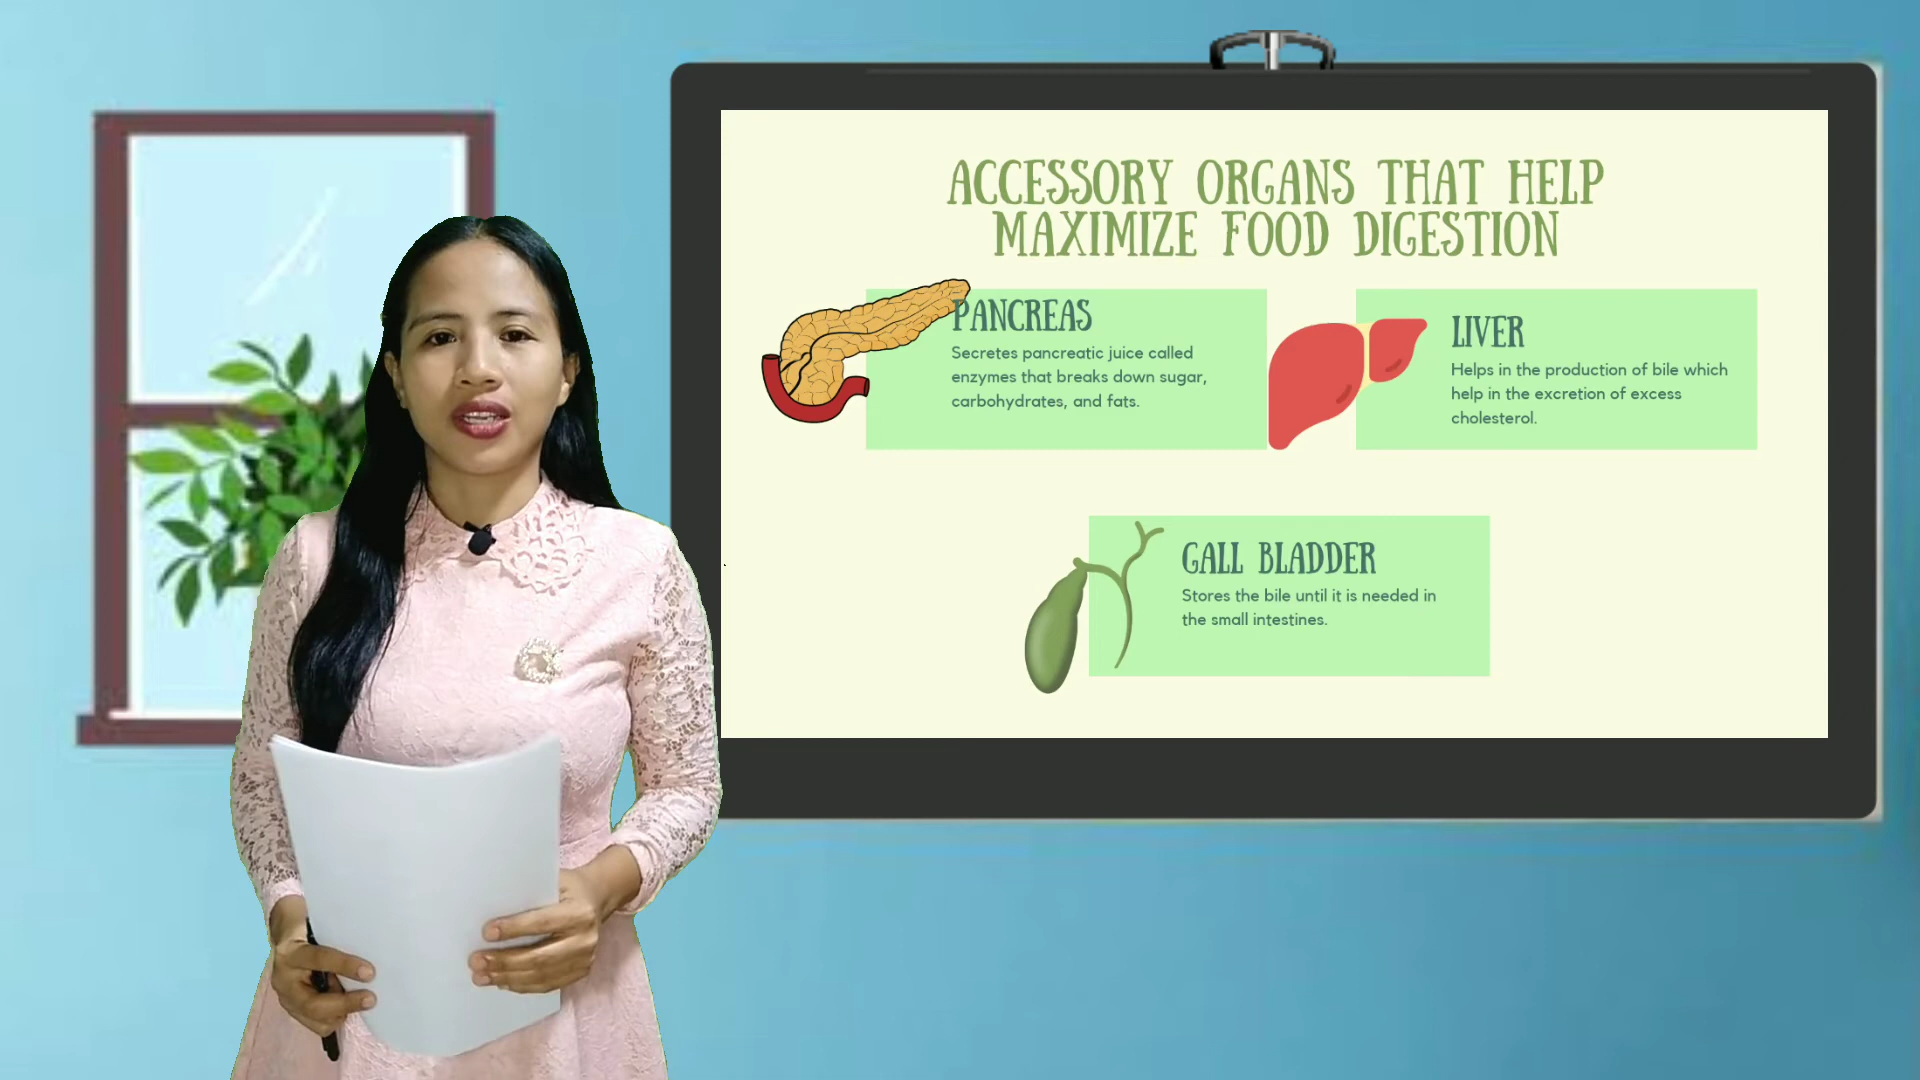 ACCESSORY ORGANS THAT HELP
MAXIMIZE FOOD DIGESTION
PANCREAS
Secretes pancreatic juice called
enzymes that breaks down sugar,
carbohydrates, and fats.
LIVER
Helps in the production of bile which
help in the excretion of excess
cholesterol.
GALL BLADDER
Stores the bile until it is needed in
the small intestines.